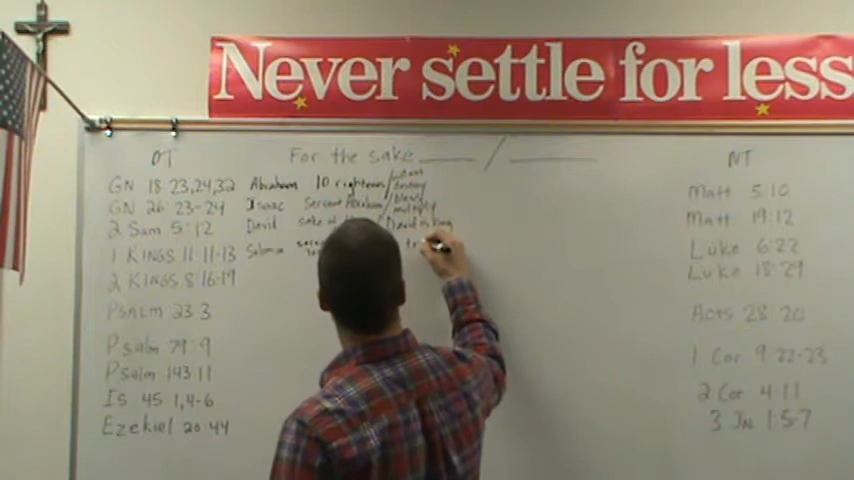 Never settle for less
OT For the sake ____ / ____ NT
GN 18:23,24,32 Abraham 10 righteous / destroy
GN 26:23-24 Isaac Servant Abraham / bless multiply
2 Sam 5:12 David sake of / David is king
1 KINGS 11:11-13 Solomon
2 KINGS 8:16-19
PSALM 23:3
Psalm 79:9
Psalm 143:11
Is 45:1,4-6
Ezekiel 20:44
Matt 5:10
Matt 19:12
Luke 6:22
Luke 18:29
Acts 28:20
1 Cor 9:22-23
2 Cor 4:11
3 Jn 1:5-7